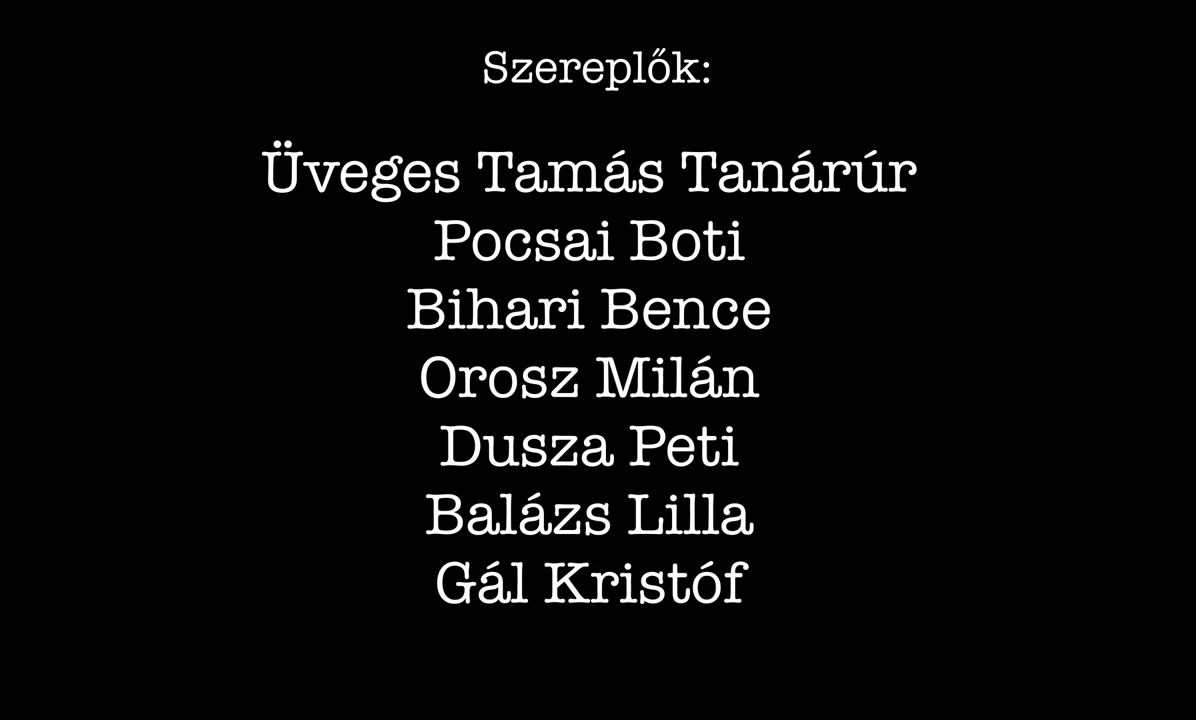 Szereplők:
Üveges Tamás Tanárúr
Pocsai Boti
Bihari Bence
Orosz Milán
Dusza Peti
Balázs Lilla
Gál Kristóf